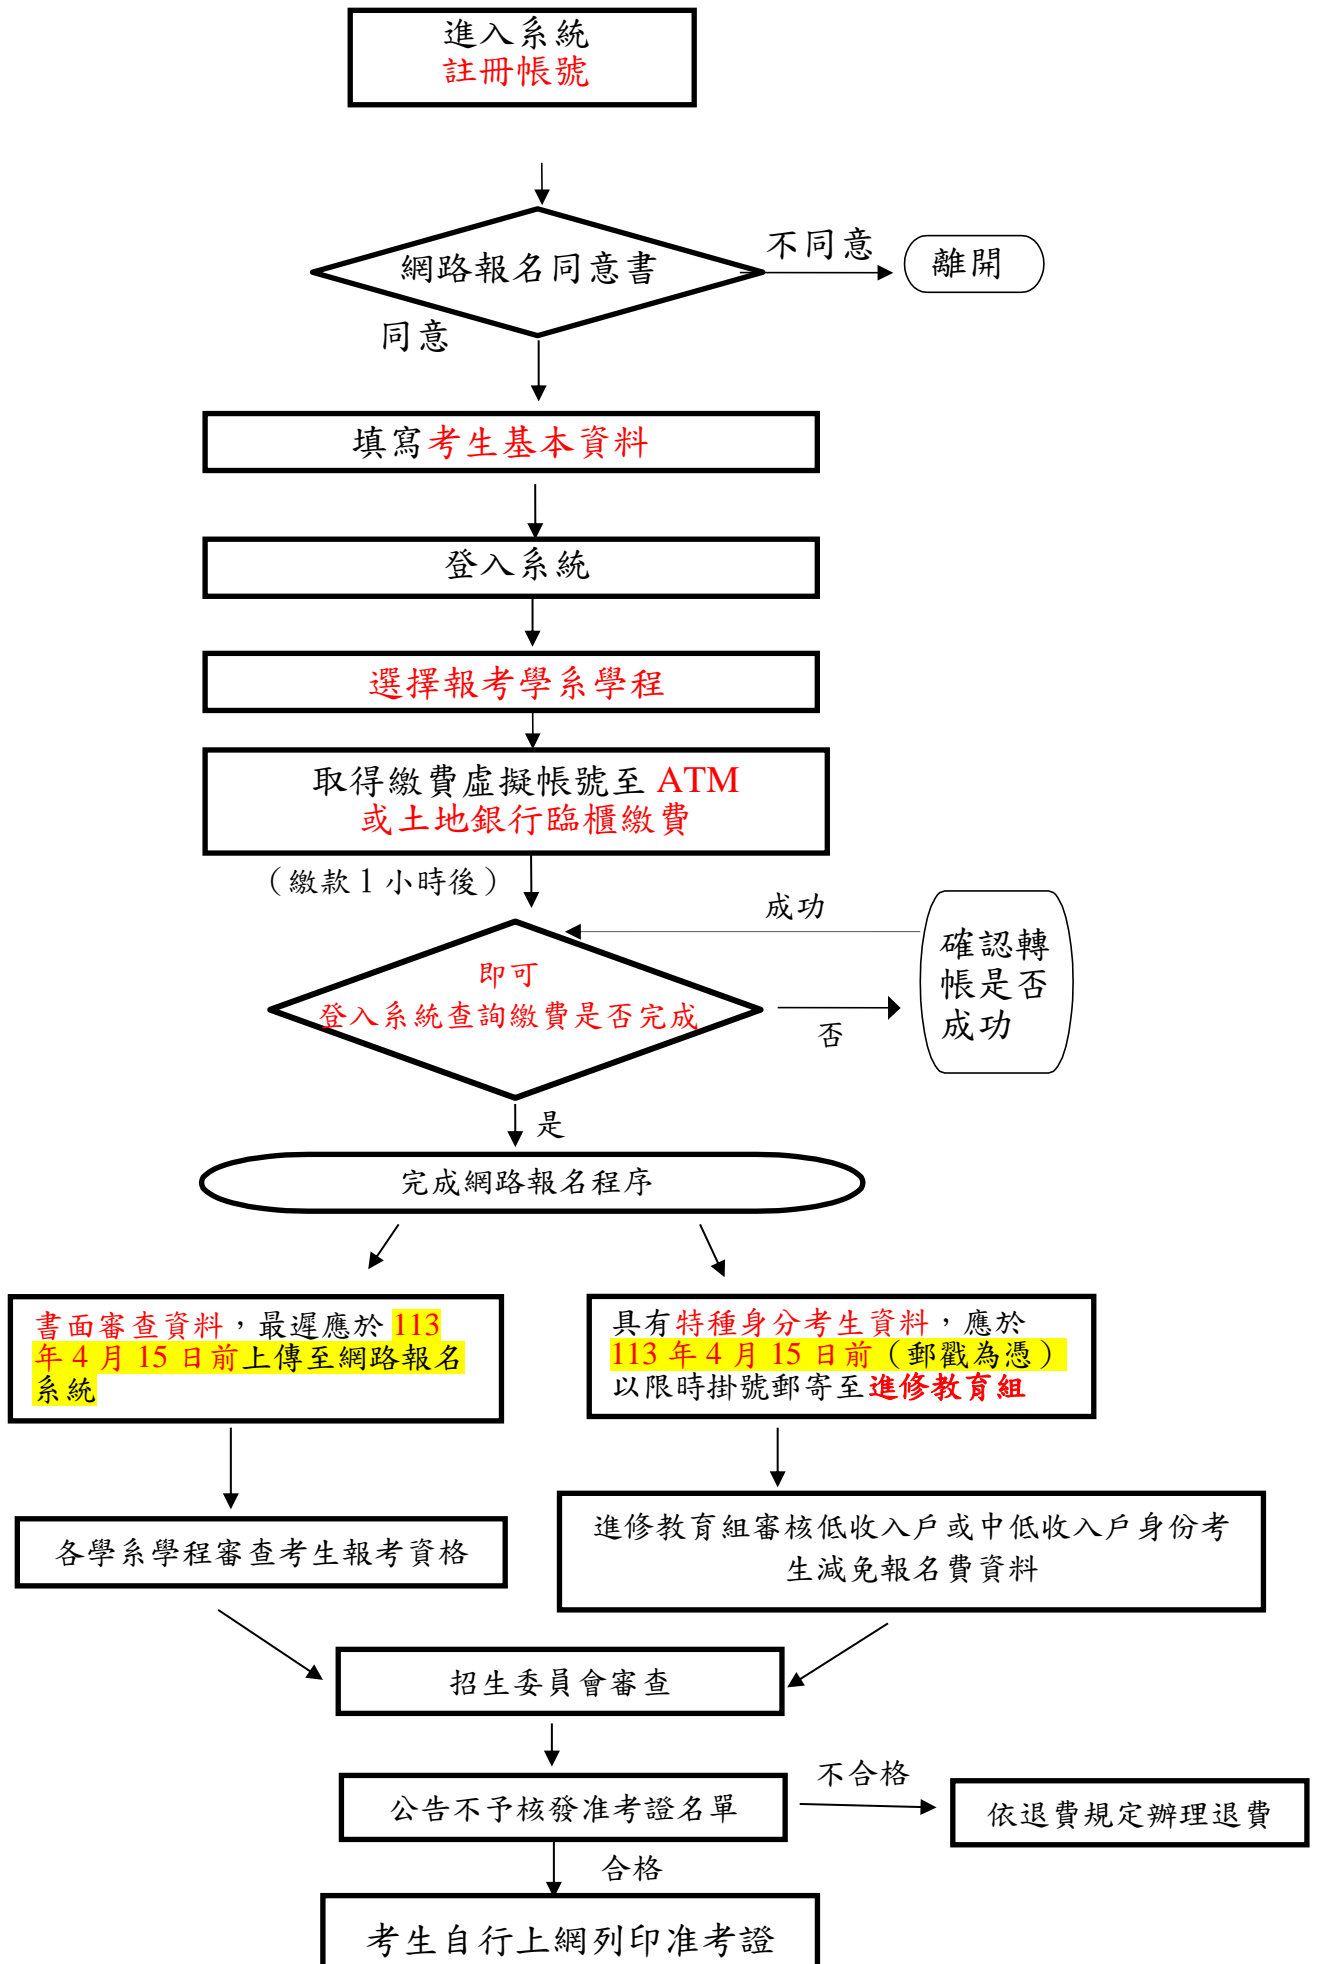 進入系統
註冊帳號
網路報名同意書
不同意
離開
同意
填寫考生基本資料
登入系統
選擇報考學系學程
取得繳費虛擬帳號至 ATM
或土地銀行臨櫃繳費
（繳款 1 小時後）
成功
確認轉
帳是否
成功
即可
登入系統查詢繳費是否完成
否
是
完成網路報名程序
書面審查資料，最遲應於 113
年 4 月 15 日前上傳至網路報名
系統
具有特種身分考生資料，應於
113 年 4 月 15 日前（郵戳為憑）
以限時掛號郵寄至進修教育組
各學系學程審查考生報考資格
進修教育組審核低收入戶或中低收入戶身份考
生減免報名費資料
招生委員會審查
公告不予核發准考證名單
不合格
依退費規定辦理退費
合格
考生自行上網列印准考證